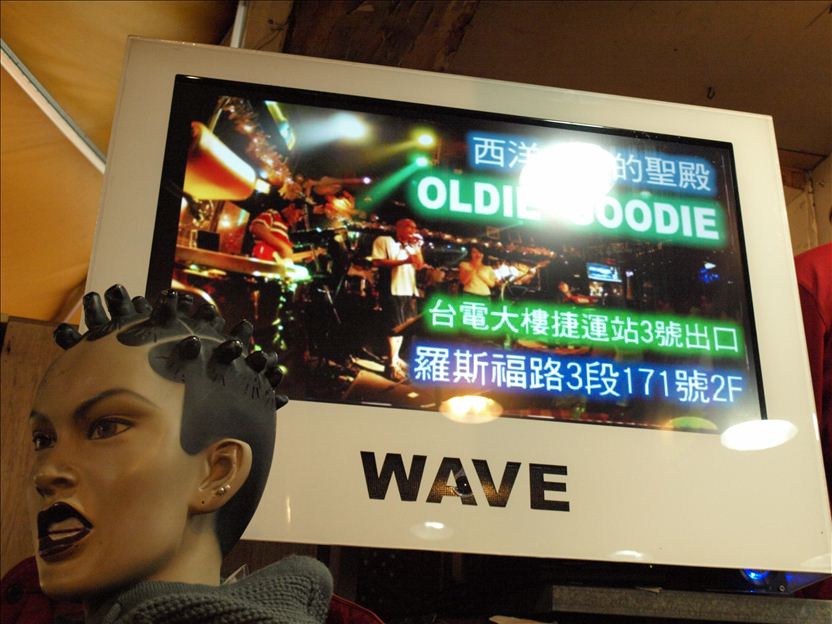 西洋 的聖殿
OLDIE GOODIE
台電大樓捷運站3號出口
羅斯福路3段171號2F
WAVE